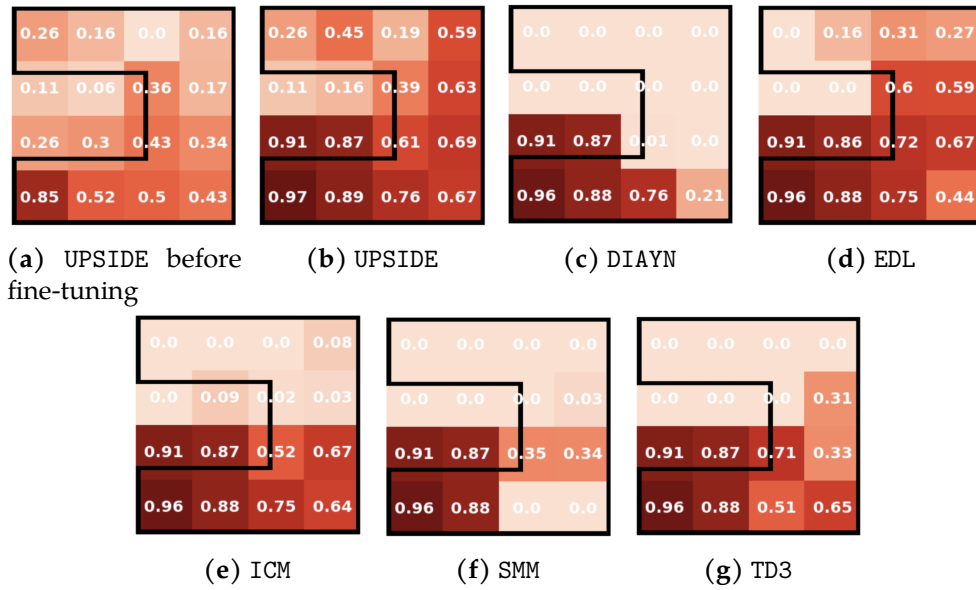 0.26 0.16 0.0 0.16
0.11 0.06 0.36 0.17
0.26 0.3 0.43 0.34
0.85 0.52 0.5 0.43
(a) UPSIDE before
fine-tuning
0.26 0.45 0.19 0.59
0.11 0.16 0.39 0.63
0.91 0.87 0.61 0.69
0.97 0.89 0.76 0.67
(b) UPSIDE
0.0 0.0 0.0 0.0
0.0 0.0 0.0 0.0
0.91 0.87 0.01 0.0
0.96 0.88 0.76 0.21
(c) DIAYN
0.0 0.16 0.31 0.27
0.0 0.0 0.6 0.59
0.91 0.86 0.72 0.67
0.96 0.88 0.75 0.44
(d) EDL
0.0 0.0 0.0 0.08
0.0 0.09 0.02 0.03
0.91 0.87 0.52 0.67
0.96 0.88 0.75 0.64
(e) ICM
0.0 0.0 0.0 0.0
0.0 0.0 0.0 0.03
0.91 0.87 0.35 0.34
0.96 0.88 0.0 0.0
(f) SMM
0.0 0.0 0.0 0.0
0.0 0.0 0.0 0.31
0.91 0.87 0.71 0.33
0.96 0.88 0.51 0.65
(g) TD3